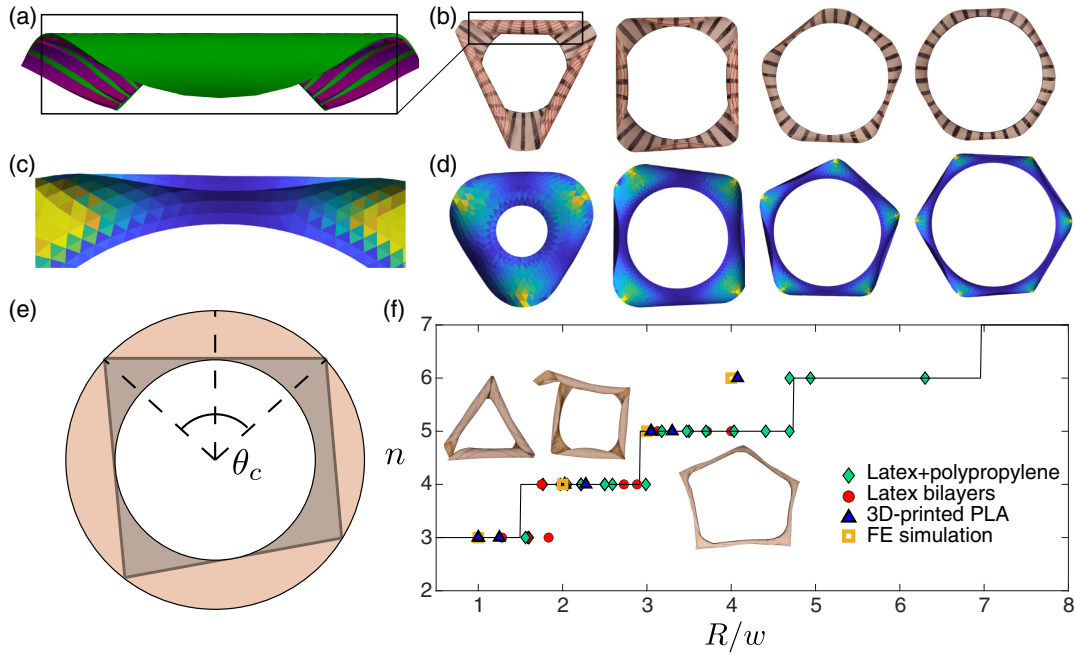 (a)
(b)
(c)
(d)
(e)
θc
(f)
7
6
5
4
3
2
n
1 2 3 4 5 6 7 8
R/w
Latex+polypropylene
Latex bilayers
3D-printed PLA
FE simulation